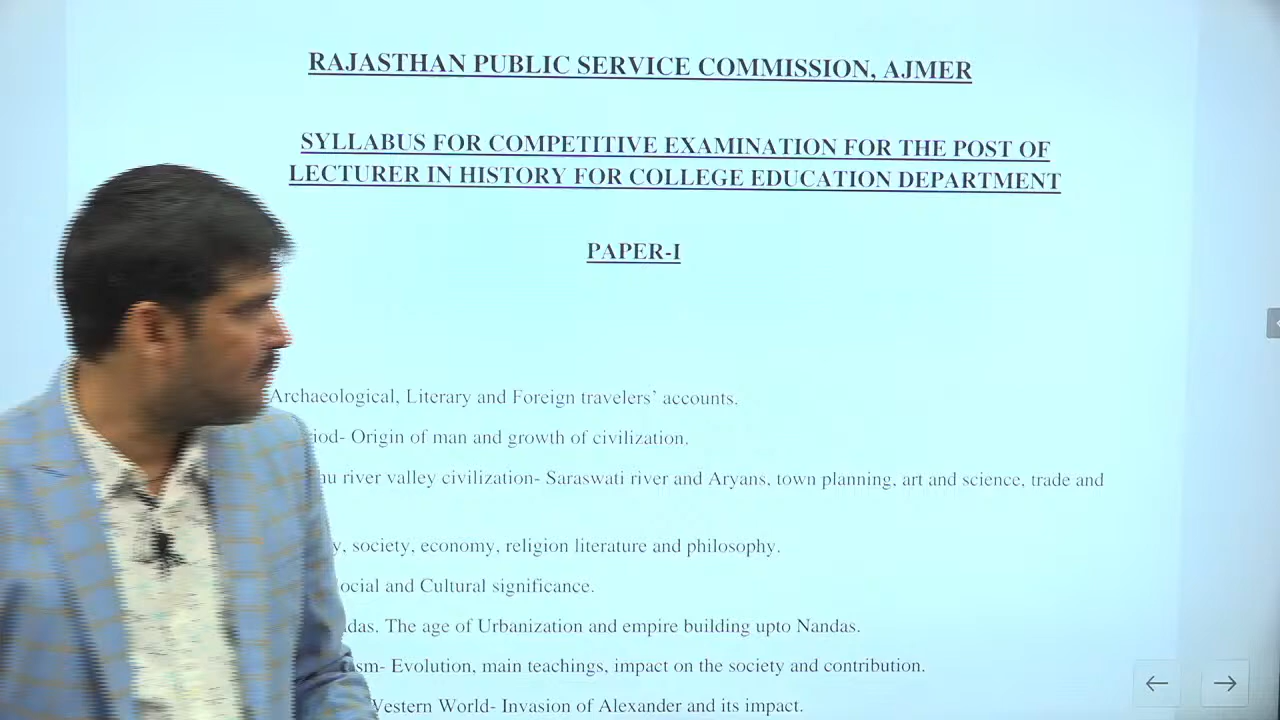 RAJASTHAN PUBLIC SERVICE COMMISSION, AJMER
SYLLABUS FOR COMPETITIVE EXAMINATION FOR THE POST OF
LECTURER IN HISTORY FOR COLLEGE EDUCATION DEPARTMENT
PAPER-I
Archaeological, Literary and Foreign travelers' accounts.
Origin of man and growth of civilization.
river valley civilization- Saraswati river and Aryans, town planning, art and science, trade and
society, economy, religion literature and philosophy.
and Cultural significance.
The age of Urbanization and empire building upto Nandas.
Evolution, main teachings, impact on the society and contribution.
Western World- Invasion of Alexander and its impact.